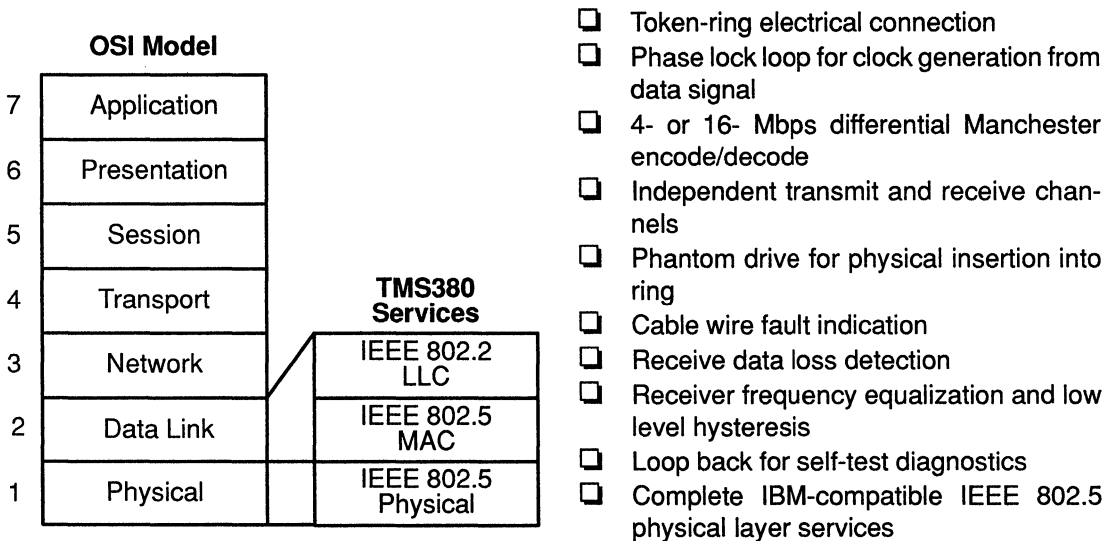 OSI Model
7 Application
6 Presentation
5 Session
4 Transport
3 Network
2 Data Link
1 Physical
TMS380
Services
IEEE 802.2
LLC
IEEE 802.5
MAC
IEEE 802.5
Physical
❏ Token-ring electrical connection
❏ Phase lock loop for clock generation from
data signal
❏ 4- or 16- Mbps differential Manchester
encode/decode
❏ Independent transmit and receive chan-
nels
❏ Phantom drive for physical insertion into
ring
❏ Cable wire fault indication
❏ Receive data loss detection
❏ Receiver frequency equalization and low
level hysteresis
❏ Loop back for self-test diagnostics
❏ Complete IBM-compatible IEEE 802.5
physical layer services